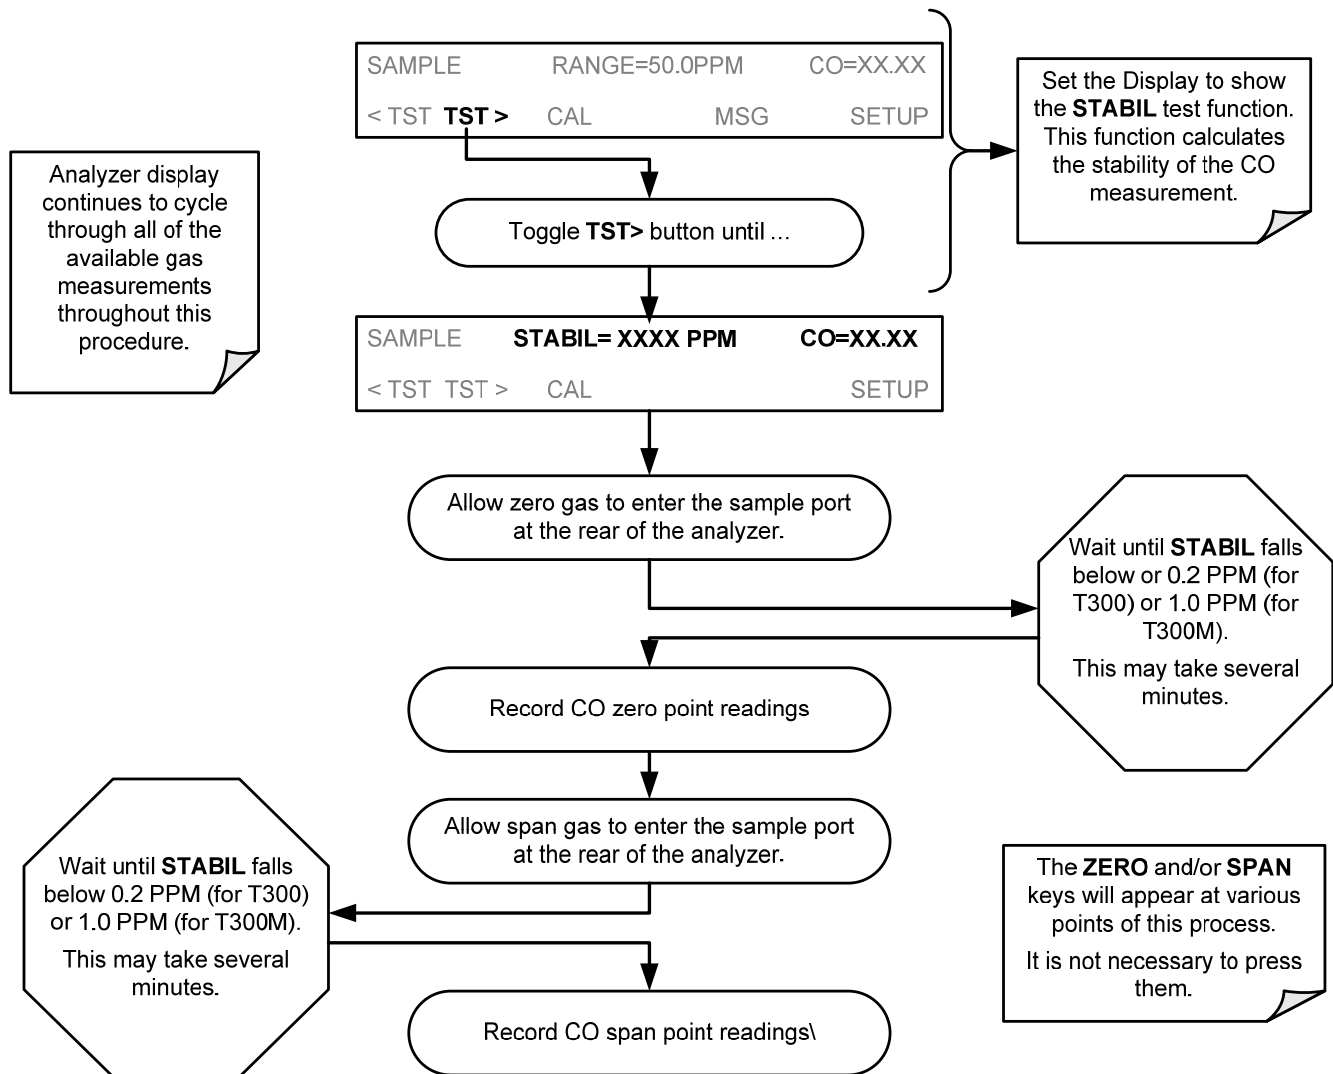 SAMPLE RANGE=50.0PPM CO=XX.XX
< TST TST > CAL MSG SETUP
Set the Display to show
the STABIL test function.
This function calculates
the stability of the CO
measurement.
Analyzer display
continues to cycle
through all of the
available gas
measurements
throughout this
procedure.
Toggle TST> button until ...
SAMPLE STABIL= XXXX PPM CO=XX.XX
< TST TST > CAL SETUP
Allow zero gas to enter the sample port
at the rear of the analyzer.
Wait until STABIL falls
below or 0.2 PPM (for
T300) or 1.0 PPM (for
T300M).
This may take several
minutes.
Record CO zero point readings
Allow span gas to enter the sample port
at the rear of the analyzer.
Wait until STABIL falls
below 0.2 PPM (for T300)
or 1.0 PPM (for T300M).
This may take several
minutes.
The ZERO and/or SPAN
keys will appear at various
points of this process.
It is not necessary to press
them.
Record CO span point readings\